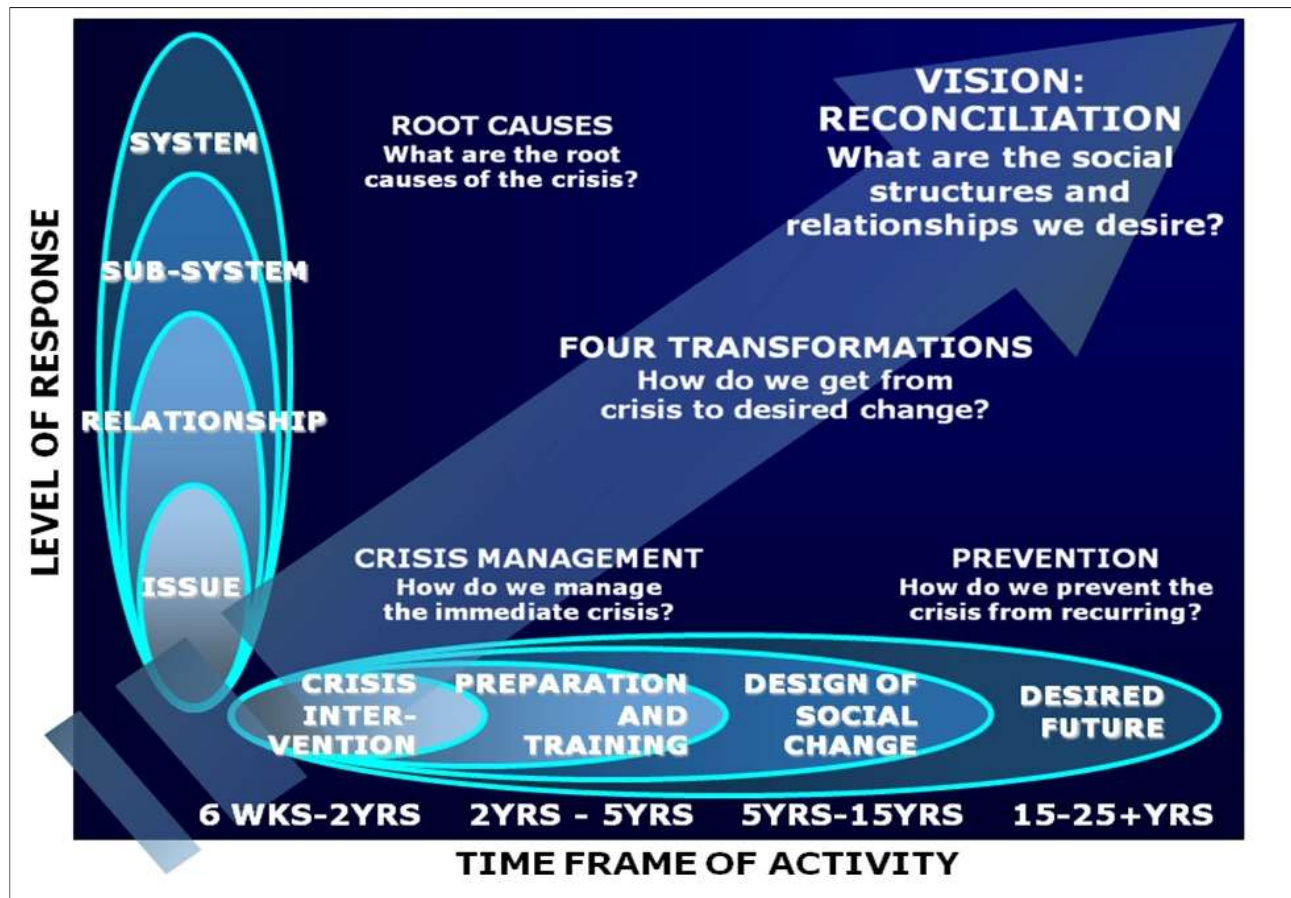 VISION:
RECONCILIATION
What are the social
structures and
relationships we desire?
ROOT CAUSES
What are the root
causes of the crisis?
SYSTEM
SUB-SYSTEM
RELATIONSHIP
ISSUE
LEVEL OF RESPONSE
FOUR TRANSFORMATIONS
How do we get from
crisis to desired change?
CRISIS MANAGEMENT
How do we manage
the immediate crisis?
PREVENTION
How do we prevent the
crisis from recurring?
CRISIS
INTER-
VENTION
PREPARATION
AND
TRAINING
DESIGN OF
SOCIAL
CHANGE
DESIRED
FUTURE
6 WKS-2YRS
2YRS - 5YRS
5YRS-15YRS
15-25+YRS
TIME FRAME OF ACTIVITY